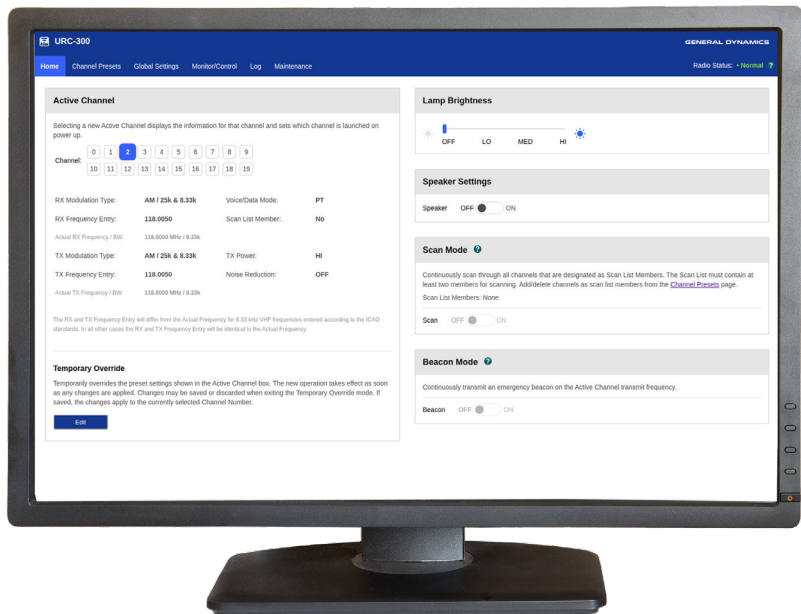 URC-300
GENERAL DYNAMICS
Home Channel Presets Global Settings Monitor/Control Log Maintenance
Radio Status: • Normal ?
Active Channel
Selecting a new Active Channel displays the information for that channel and sets which channel is launched on
power up.
Channel:
0 1 2 3 4 5 6 7 8 9
10 11 12 13 14 15 16 17 18 19
RX Modulation Type: AM / 25k & 8.33k Voice/Data Mode: PT
RX Frequency Entry: 118.0050 Scan List Member: No
Actual RX Frequency / BW: 118.0000 MHz / 8.33k
TX Modulation Type: AM / 25k & 8.33k TX Power: HI
TX Frequency Entry: 118.0050 Noise Reduction: OFF
Actual TX Frequency / BW: 118.0000 MHz / 8.33k
The RX and TX Frequency Entry will differ from the Actual Frequency for 8.33 kHz VHF frequencies entered according to the ICAO
standards. In all other cases the RX and TX Frequency Entry will be identical to the Actual Frequency.
Temporary Override
Temporarily overrides the preset settings shown in the Active Channel box. The new operation takes effect as soon
as any changes are applied. Changes may be saved or discarded when exiting the Temporary Override mode. If
saved, the changes apply to the currently selected Channel Number.
Edit
Lamp Brightness
OFF LO MED HI
Speaker Settings
Speaker OFF ON
Scan Mode ?
Continuously scan through all channels that are designated as Scan List Members. The Scan List must contain at
least two members for scanning. Add/delete channels as scan list members from the Channel Presets page.
Scan List Members: None
Scan OFF ON
Beacon Mode ?
Continuously transmit an emergency beacon on the Active Channel transmit frequency.
Beacon OFF ON